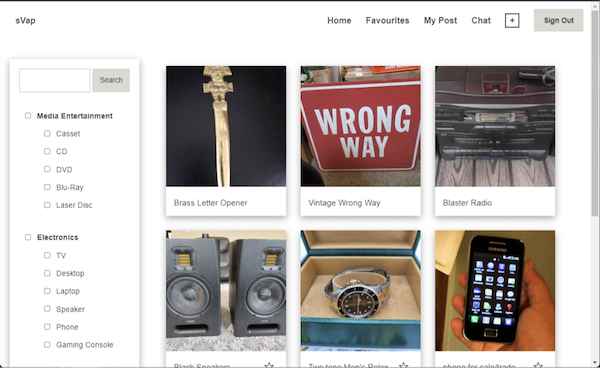 sVap
Home Favourites My Post Chat + Sign Out
Search
Media Entertainment
Casset
CD
DVD
Blu-Ray
Laser Disc
Electronics
TV
Desktop
Laptop
Speaker
Phone
Gaming Console
WRONG
WAY
Brass Letter Opener
Vintage Wrong Way
Blaster Radio
SAMSUNG
Black Speakers
Two tone Men's Rolex
phone for sale/trade